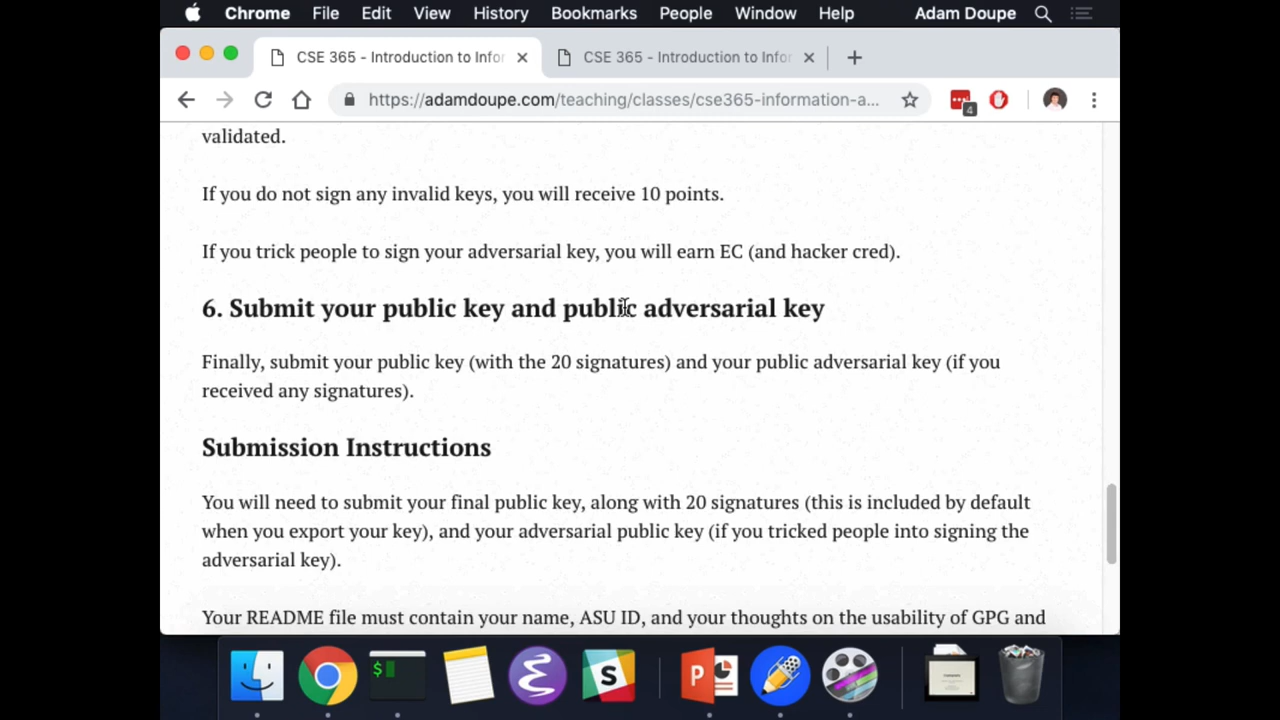 Chrome File Edit View History Bookmarks People Window Help Adam Doupe
CSE 365 - Introduction to Infor CSE 365 - Introduction to Infor
https://adamdoupe.com/teaching/classes/cse365-information-a...
4
validated.
If you do not sign any invalid keys, you will receive 10 points.
If you trick people to sign your adversarial key, you will earn EC (and hacker cred).
6. Submit your public key and public adversarial key
Finally, submit your public key (with the 20 signatures) and your public adversarial key (if you
received any signatures).
Submission Instructions
You will need to submit your final public key, along with 20 signatures (this is included by default
when you export your key), and your adversarial public key (if you tricked people into signing the
adversarial key).
Your README file must contain your name, ASU ID, and your thoughts on the usability of GPG and
$ S P